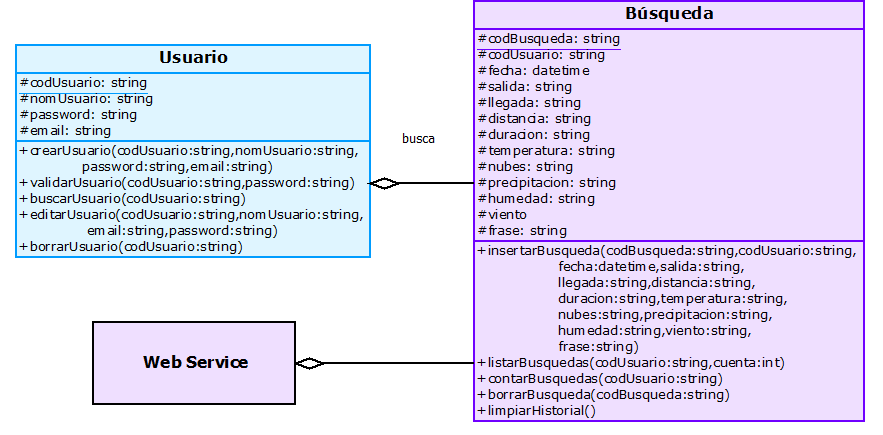 Usuario
#codUsuario: string
#nomUsuario: string
#password: string
#email: string
+crearUsuario(codUsuario:string,nomUsuario:string,
password:string,email:string)
+validarUsuario(codUsuario:string,password:string)
+buscarUsuario(codUsuario:string)
+editarUsuario(codUsuario:string,nomUsuario:string,
email:string,password:string)
+borrarUsuario(codUsuario:string)
busca
Búsqueda
#codBusqueda: string
#codUsuario: string
#fecha: datetime
#salida: string
#llegada: string
#distancia: string
#duracion: string
#temperatura: string
#nubes: string
#precipitacion: string
#humedad: string
#viento
#frase: string
+insertarBusqueda(codBusqueda:string,codUsuario:string,
fecha:datetime,salida:string,
llegada:string,distancia:string,
duracion:string,temperatura:string,
nubes:string,precipitacion:string,
humedad:string,viento:string,
frase:string)
+listarBusquedas(codUsuario:string,cuenta:int)
+contarBusquedas(codUsuario:string)
+borrarBusqueda(codBusqueda:string)
+limpiarHistorial()
Web Service